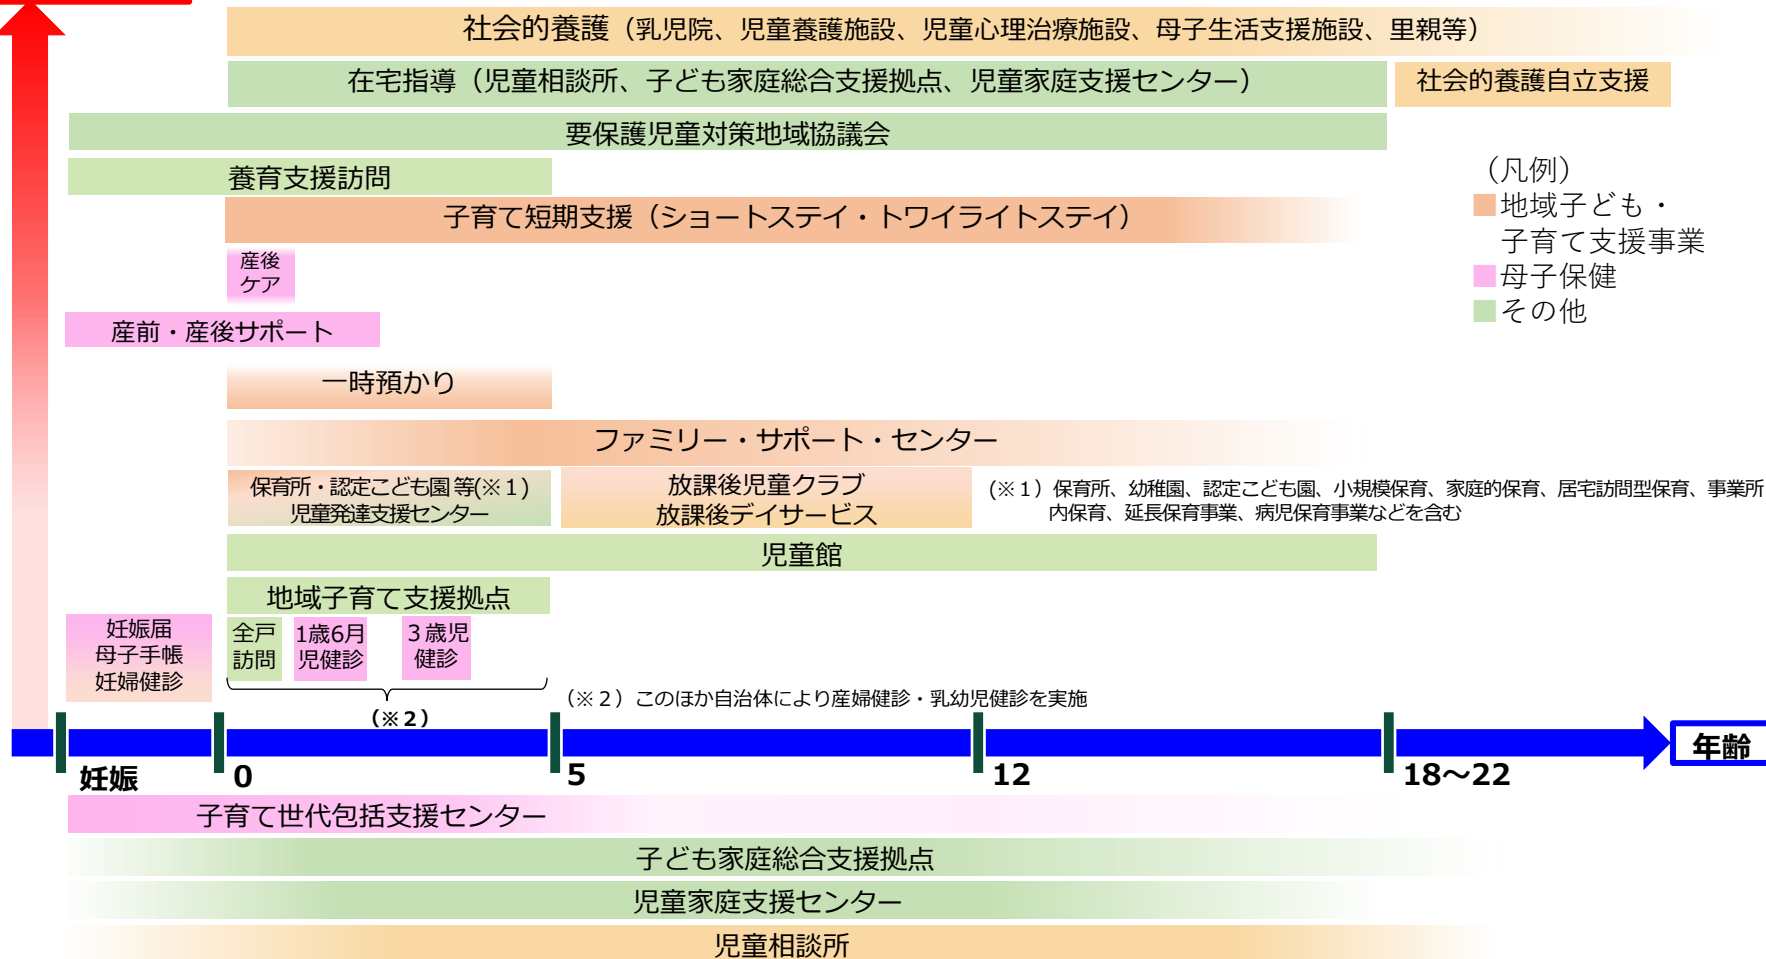 社会的養護（乳児院、児童養護施設、児童心理治療施設、母子生活支援施設、里親等）
在宅指導（児童相談所、子ども家庭総合支援拠点、児童家庭支援センター）
社会的養護自立支援
要保護児童対策地域協議会
養育支援訪問
（凡例）
地域子ども・
子育て支援事業
母子保健
その他
子育て短期支援（ショートステイ・トワイライトステイ）
産後
ケア
産前・産後サポート
一時預かり
ファミリー・サポート・センター
保育所・認定こども園等(※１)
児童発達支援センター
放課後児童クラブ
放課後デイサービス
(※１）保育所、幼稚園、認定こども園、小規模保育、家庭的保育、居宅訪問型保育、事業所
内保育、延長保育事業、病児保育事業などを含む
児童館
地域子育て支援拠点
妊娠届
母子手帳
妊婦健診
全戸
訪問
1歳6月
児健診
３歳児
健診
（※２）
（※２）このほか自治体により産婦健診・乳幼児健診を実施
年齢
妊娠
0
5
12
18～22
子育て世代包括支援センター
子ども家庭総合支援拠点
児童家庭支援センター
児童相談所